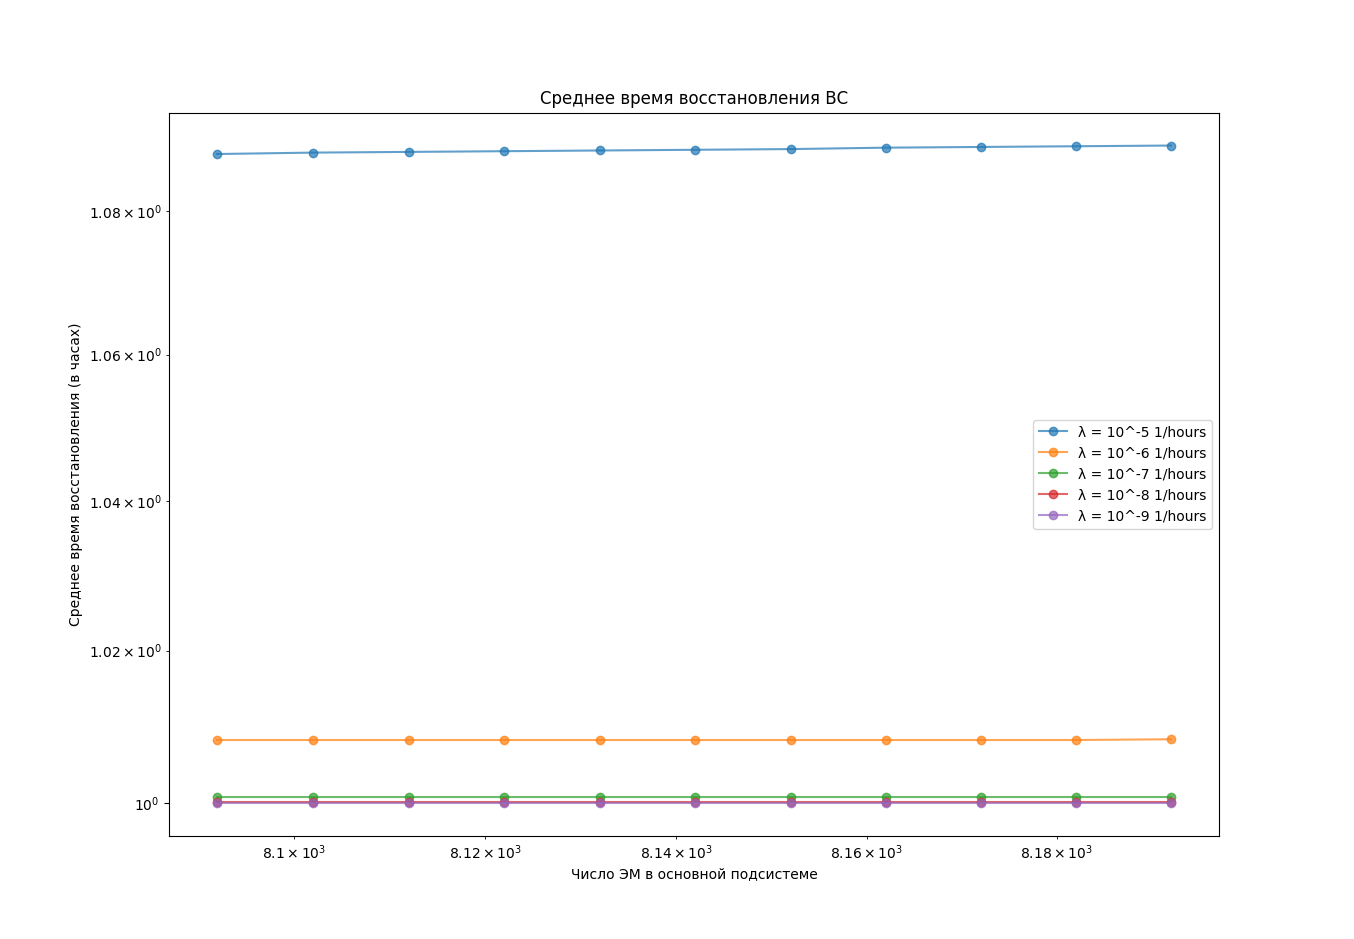 Среднее время восстановления ВС
Среднее время восстановления (в часах)
1.08 × 10⁰
1.06 × 10⁰
1.04 × 10⁰
1.02 × 10⁰
10⁰
λ = 10^-5 1/hours
λ = 10^-6 1/hours
λ = 10^-7 1/hours
λ = 10^-8 1/hours
λ = 10^-9 1/hours
8.1 × 10³
8.12 × 10³
8.14 × 10³
8.16 × 10³
8.18 × 10³
Число ЭМ в основной подсистеме